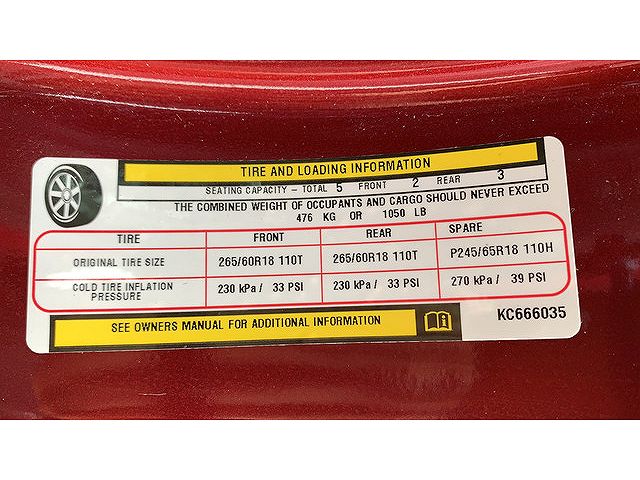 TIRE AND LOADING INFORMATION
SEATING CAPACITY – TOTAL 5 FRONT 2 REAR 3
THE COMBINED WEIGHT OF OCCUPANTS AND CARGO SHOULD NEVER EXCEED
476 KG OR 1050 LB
TIRE FRONT REAR SPARE
ORIGINAL TIRE SIZE 265/60R18 110T 265/60R18 110T P245/65R18 110H
COLD TIRE INFLATION PRESSURE 230 kPa / 33 PSI 230 kPa / 33 PSI 270 kPa / 39 PSI
SEE OWNERS MANUAL FOR ADDITIONAL INFORMATION KC666035